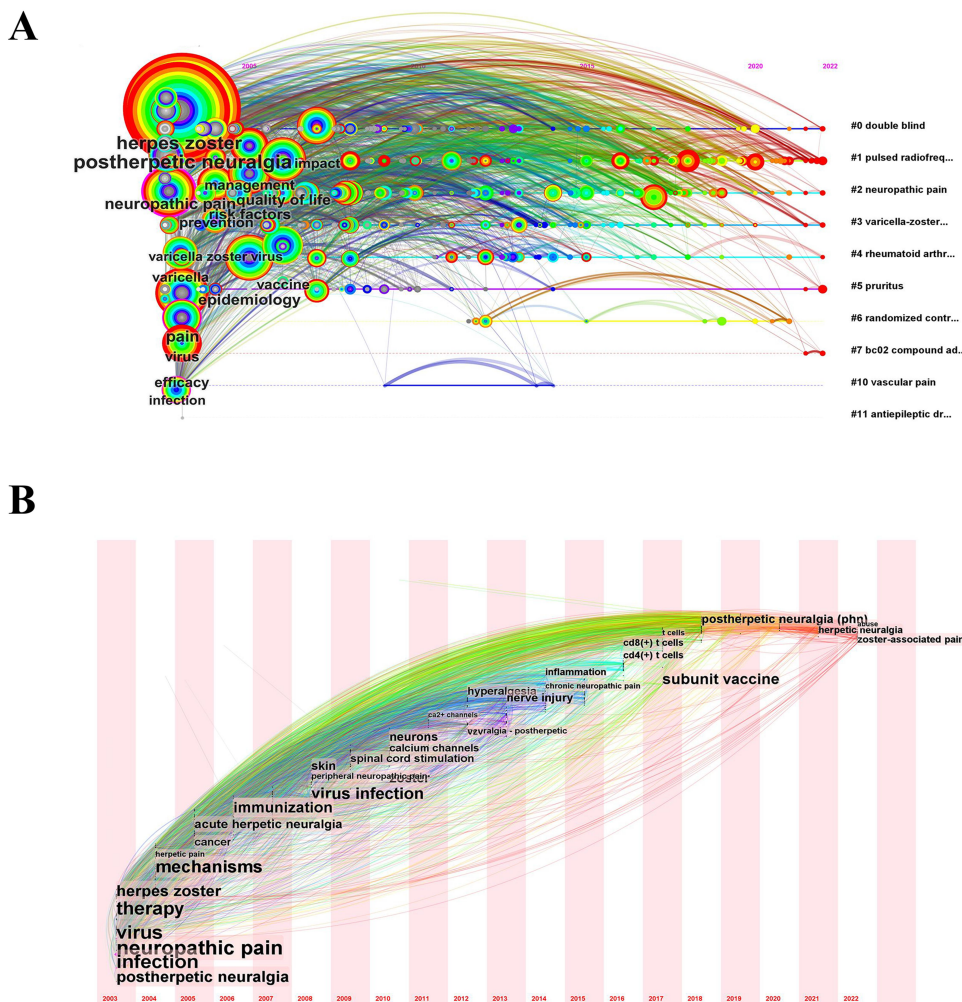 A
2005
2010
2015
2020
2022
#0 double blind
herpes zoster
postherpetic neuralgia
impact
#1 pulsed radiofreq...
management
#2 neuropathic pain
neuropathic pain
quality of life
risk factors
prevention
#3 varicella-zoster...
varicella zoster virus
#4 rheumatoid arthr...
varicella
vaccine
#5 pruritus
epidemiology
#6 randomized contr...
pain
virus
#7 bc02 compound ad..
efficacy
#10 vascular pain
infection
#11 antiepileptic dr...
B
postherpetic neuralgia (phn)
abuse
t cells
herpetic neuralgia
cd8(+) t cells
zoster-associated pain
cd4(+) t cells
inflammation
subunit vaccine
chronic neuropathic pain
hyperalgesia
nerve injury
ca2+ channels
neuralgia - postherpetic
neurons
calcium channels
spinal cord stimulation
skin
peripheral neuropathic pain
zoster
virus infection
immunization
acute herpetic neuralgia
cancer
herpetic pain
mechanisms
herpes zoster
therapy
virus
neuropathic pain
infection
postherpetic neuralgia
2003 2004 2005 2006 2007 2008 2009 2010 2011 2012 2013 2014 2015 2016 2017 2018 2019 2020 2021 2022